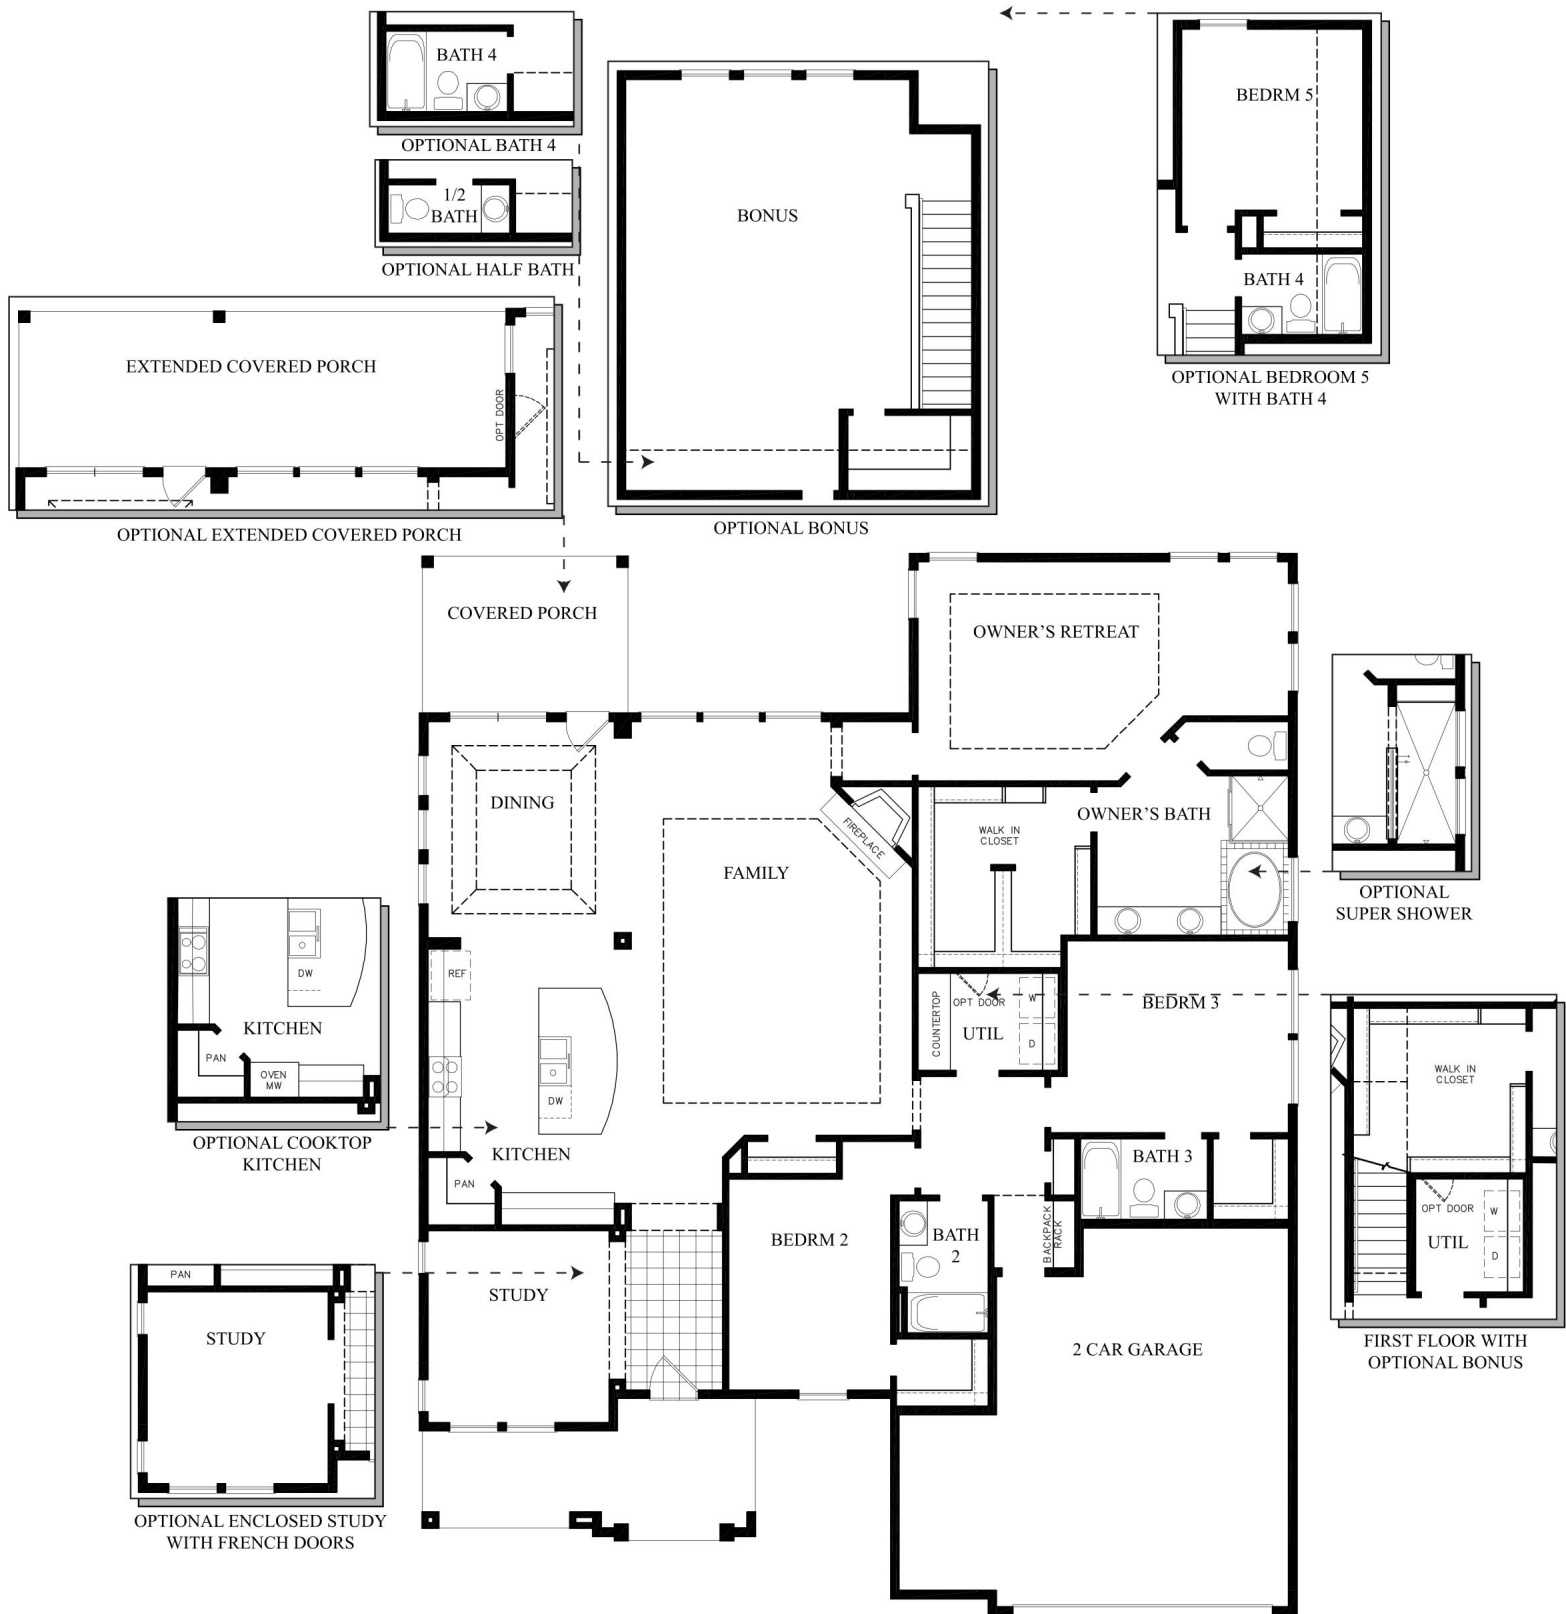 BATH 4
OPTIONAL BATH 4
1/2
BATH
OPTIONAL HALF BATH
BONUS
OPTIONAL BONUS
BEDRM 5
BATH 4
OPTIONAL BEDROOM 5
WITH BATH 4
EXTENDED COVERED PORCH
OPT DOOR
OPTIONAL EXTENDED COVERED PORCH
COVERED PORCH
OWNER’S RETREAT
DINING
FAMILY
FIREPLACE
WALK IN
CLOSET
OWNER’S BATH
OPTIONAL
SUPER SHOWER
DW
KITCHEN
PAN
OVEN
MW
OPTIONAL COOKTOP
KITCHEN
REF
DW
KITCHEN
PAN
COUNTERTOP
OPT DOOR
UTIL
W
D
BEDRM 3
BATH 3
BACKPACK
RACK
BEDRM 2
BATH
2
STUDY
2 CAR GARAGE
PAN
STUDY
OPTIONAL ENCLOSED STUDY
WITH FRENCH DOORS
WALK IN
CLOSET
OPT DOOR
UTIL
W
D
FIRST FLOOR WITH
OPTIONAL BONUS